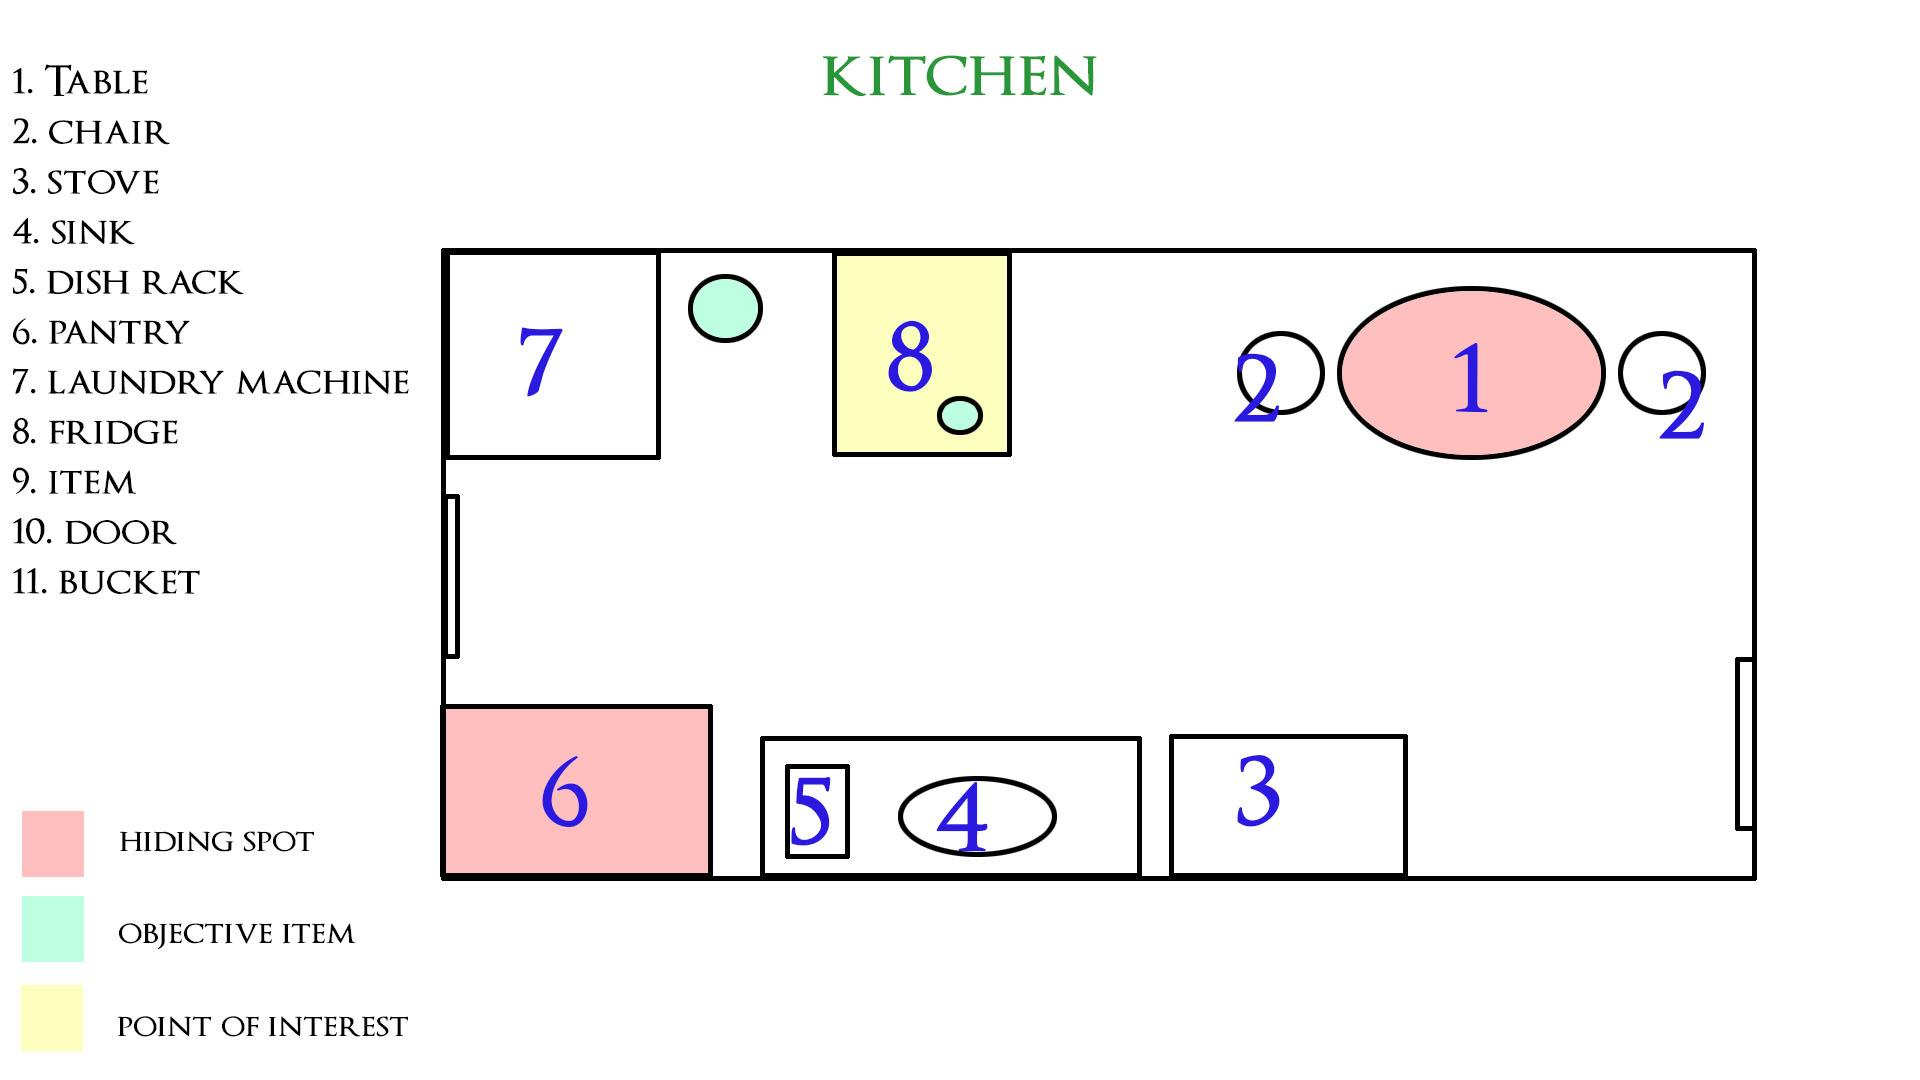 KITCHEN
1. TABLE
2. CHAIR
3. STOVE
4. SINK
5. DISH RACK
6. PANTRY
7. LAUNDRY MACHINE
8. FRIDGE
9. ITEM
10. DOOR
11. BUCKET
7
8
2
1
2
6
5
4
3
HIDING SPOT
OBJECTIVE ITEM
POINT OF INTEREST